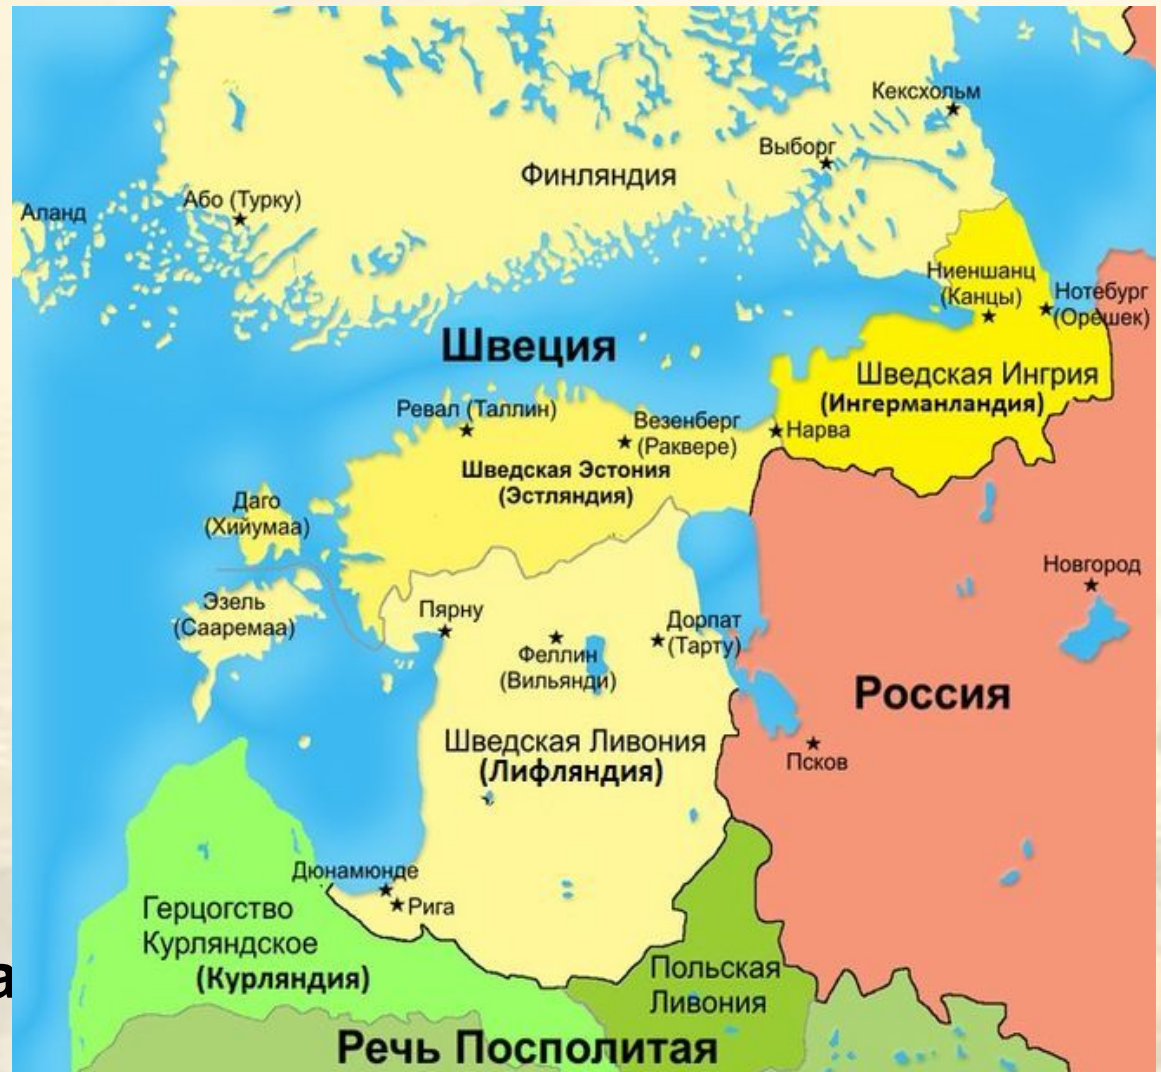 Кексхольм
Выборг
Финляндия
Або (Турку)
Аланд
Ниеншанц
(Канцы)
Нотебург
(Орешек)
Швеция
Шведская Ингрия
(Ингерманландия)
Ревал (Таллин)
Везенберг
(Раквере)
Нарва
Шведская Эстония
(Эстляндия)
Даго
(Хийумаа)
Новгород
Эзель
(Сааремаа)
Пярну
Дорпат
(Тарту)
Феллин
(Вильянди)
Россия
Шведская Ливония
(Лифляндия)
Псков
Дюнамюнде
Рига
Герцогство
Курляндское
(Курляндия)
а
Польская
Ливония
Речь Посполитая